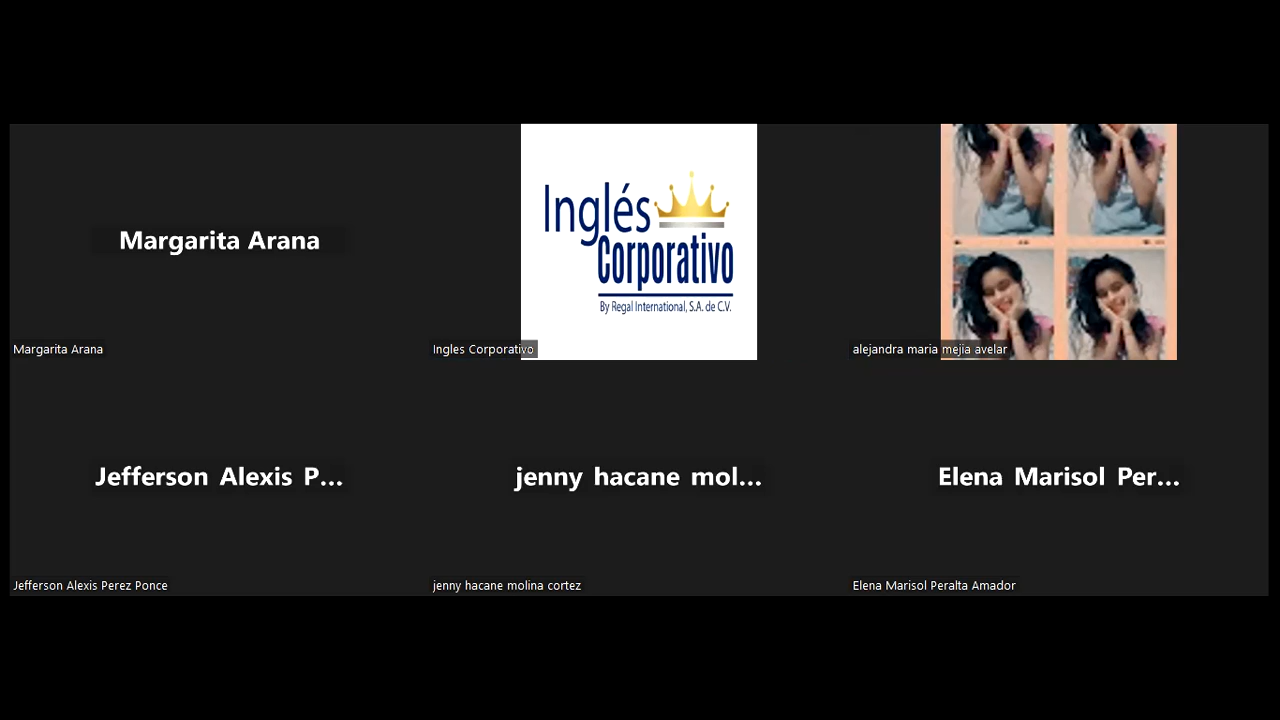 Margarita Arana
Margarita Arana
Inglés
Corporativo
By Regal International, S.A. de C.V.
Ingles Corporativo
alejandra maria mejia avelar
Jefferson Alexis P...
Jefferson Alexis Perez Ponce
jenny hacane mol...
jenny hacane molina cortez
Elena Marisol Per...
Elena Marisol Peralta Amador